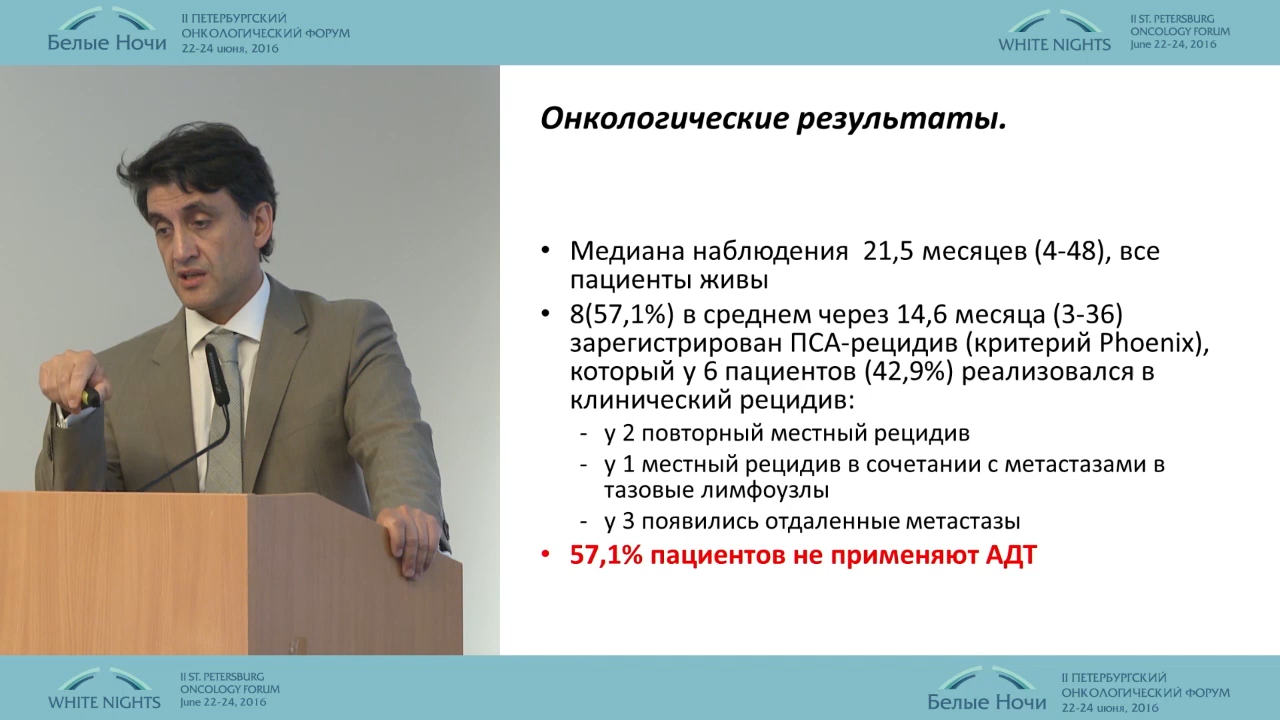 Белые Ночи
II ПЕТЕРБУРГСКИЙ
ОНКОЛОГИЧЕСКИЙ ФОРУМ
22-24 июня, 2016
WHITE NIGHTS
II ST. PETERSBURG
ONCOLOGY FORUM
June 22-24, 2016
Онкологические результаты.
• Медиана наблюдения 21,5 месяцев (4-48), все
пациенты живы
• 8(57,1%) в среднем через 14,6 месяца (3-36)
зарегистрирован ПСА-рецидив (критерий Phoenix),
который у 6 пациентов (42,9%) реализовался в
клинический рецидив:
- у 2 повторный местный рецидив
- у 1 местный рецидив в сочетании с метастазами в
тазовые лимфоузлы
- у 3 появились отдаленные метастазы
• 57,1% пациентов не применяют АДТ
WHITE NIGHTS
II ST. PETERSBURG
ONCOLOGY FORUM
June 22-24, 2016
Белые Ночи
II ПЕТЕРБУРГСКИЙ
ОНКОЛОГИЧЕСКИЙ ФОРУМ
22-24 июня, 2016